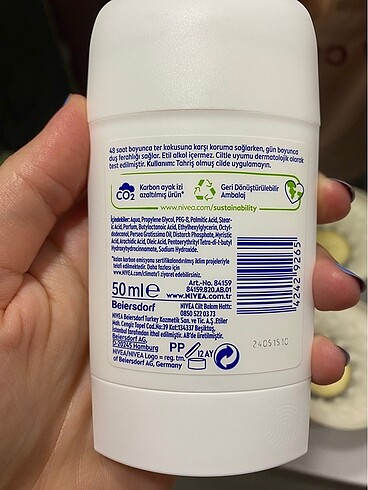 48 saat boyunca ter kokusuna karşı koruma sağlarken, gün boyunca
duş ferahlığı sağlar. Etil alkol içermez. Ciltle uyumu dermatolojik olarak
test edilmiştir. Kullanım: Tahriş olmuş cilde uygulamayın.
CO2
Karbon ayak izi
azaltılmış ürün*
Geri Dönüştürülebilir
Ambalaj
www.nivea.com/sustainability
İçindekiler: Aqua, Propylene Glycol, PEG-8, Palmitic Acid, Stear-
ic Acid, Parfum, Butyloctanoic Acid, Ethylhexylglycerin, Octyl-
dodecanol, Persea Gratissima Oil, Distarch Phosphate, Myristic
Acid, Arachidic Acid, Oleic Acid, Pentaerythrityl Tetra-di-t-butyl
Hydroxyhydrocinnamate, Sodium Hydroxide.
*kalan karbon emisyonu sertifikalandırılmış iklim projeleriyle
telafi edilmektedir. Daha fazlası için
ziyaret edebilirsiniz.
50 ml e
Art.-No. 84159
84159.820.AB.01
www.NIVEA.com
Beiersdorf
NIVEA Cilt Bakım Hattı:
0850 522 03 73
NIVEA Beiersdorf Turkey Kozmetik San. ve Tic. A.Ş. Etiler
Mah. Cengiz Topel Cad. No:39 Kat:1 34337 Beşiktaş,
İstanbul tarafından ithal edilmiştir. AB'de üretilmiştir.
Beiersdorf AG,
D-20245 Hamburg
NIVEA/NIVEA Logo = reg. tm.
of Beiersdorf AG, Germany
PP
12 AY
4242 9265
24051510